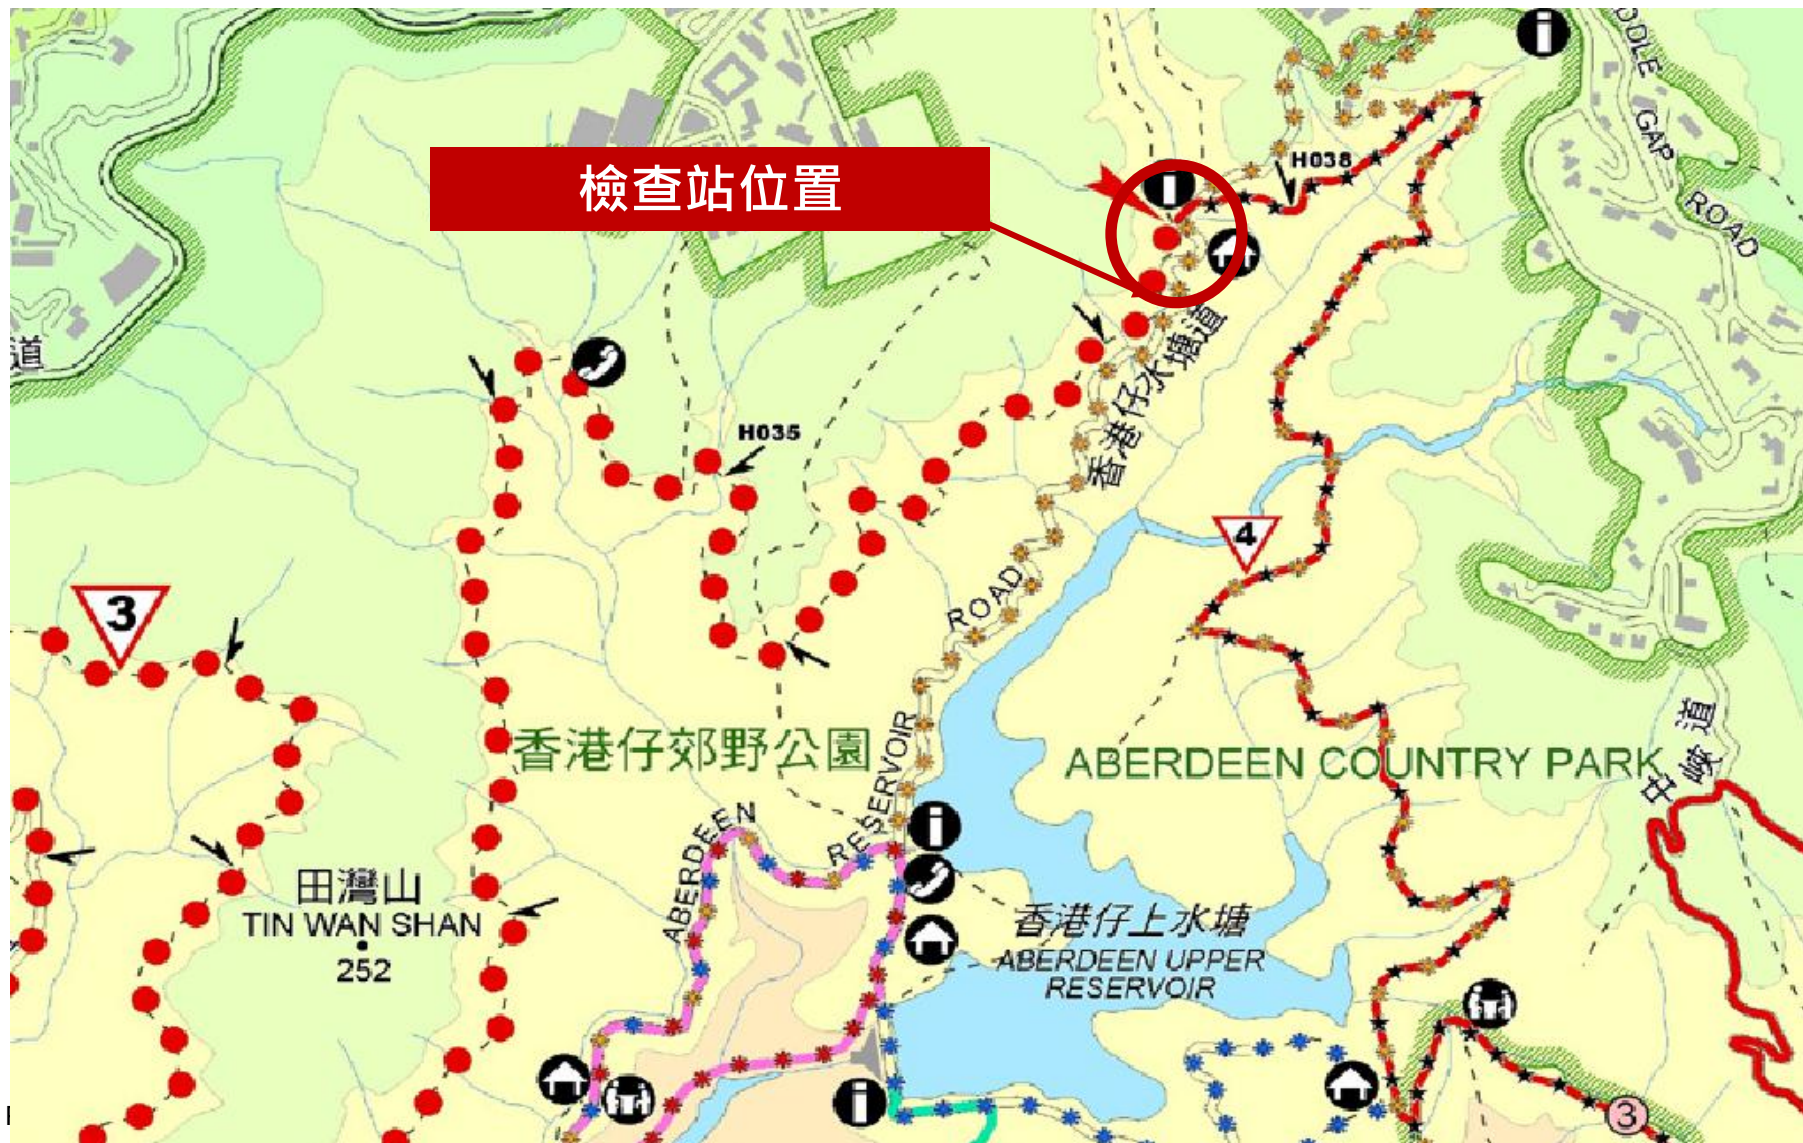 ODDLE
GAP
ROAD
H038
檢查站位置
道
H035
香港仔水塘道
4
3
ROAD
RESERVOIR
ABERDEEN
香港仔郊野公園
ABERDEEN COUNTRY PARK
中峽道
田灣山
TIN WAN SHAN
252
香港仔上水塘
ABERDEEN UPPER
RESERVOIR
3